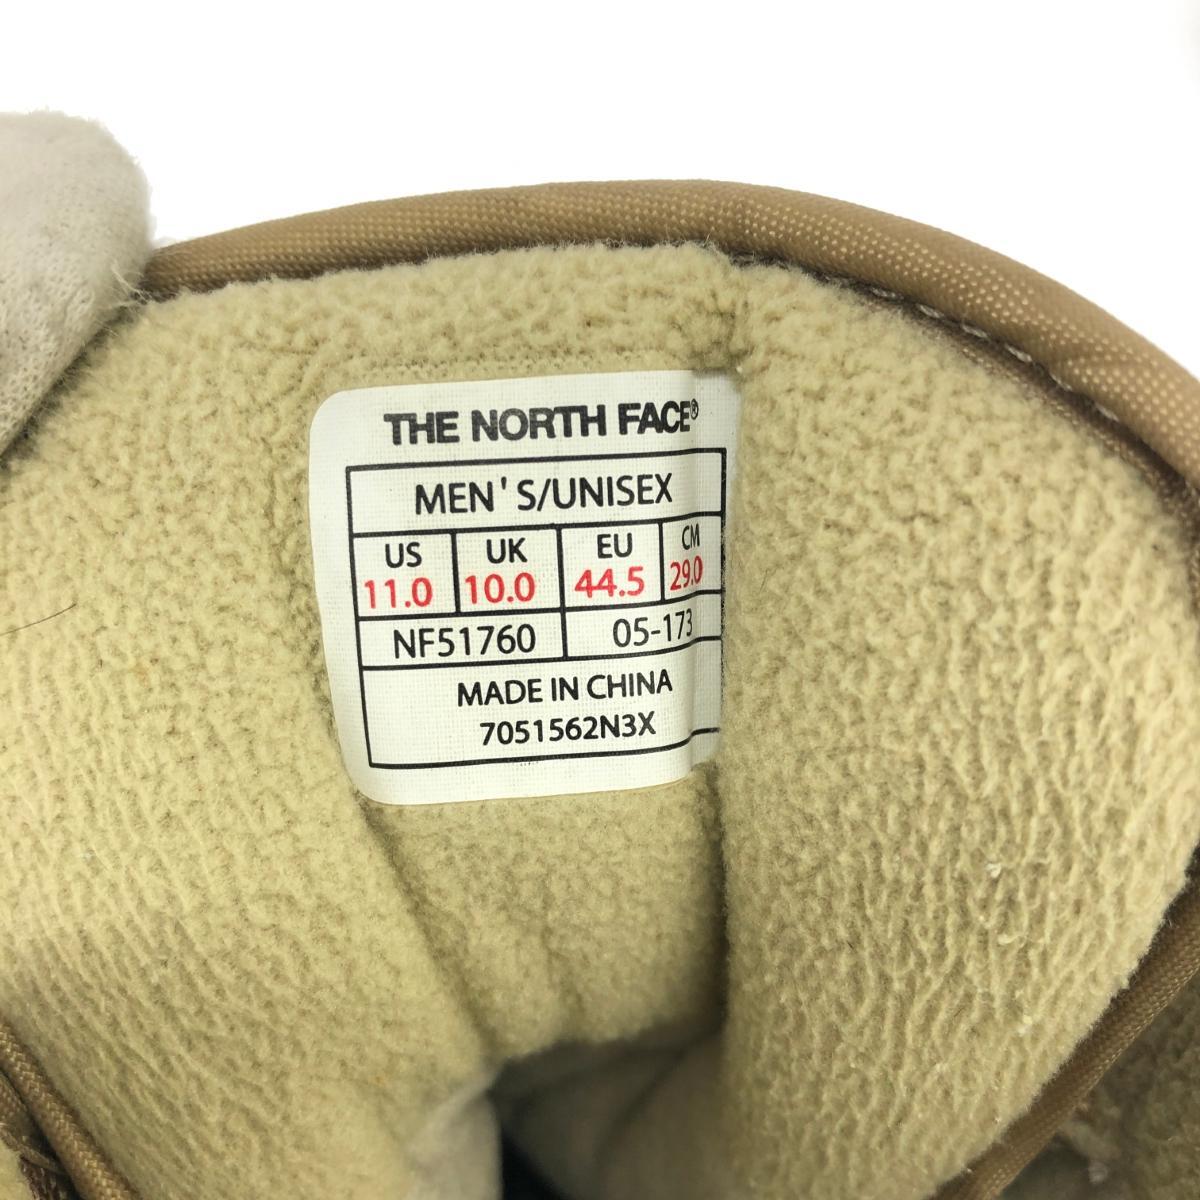 THE NORTH FACE®
MEN'S/UNISEX
US UK EU CM
11.0 10.0 44.5 29.0
NF51760 05-173
MADE IN CHINA
7051562N3X